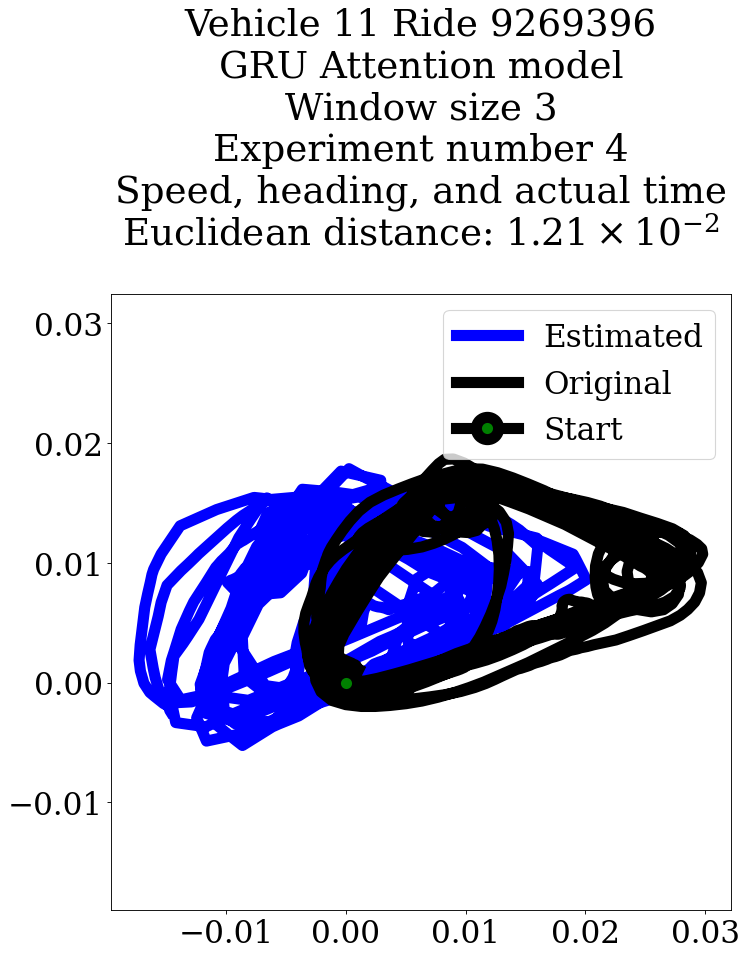 Vehicle 11 Ride 9269396
GRU Attention model
Window size 3
Experiment number 4
Speed, heading, and actual time
Euclidean distance: 1.21 × 10⁻²
Estimated
Original
Start
0.03
0.02
0.01
0.00
−0.01
−0.01 0.00 0.01 0.02 0.03